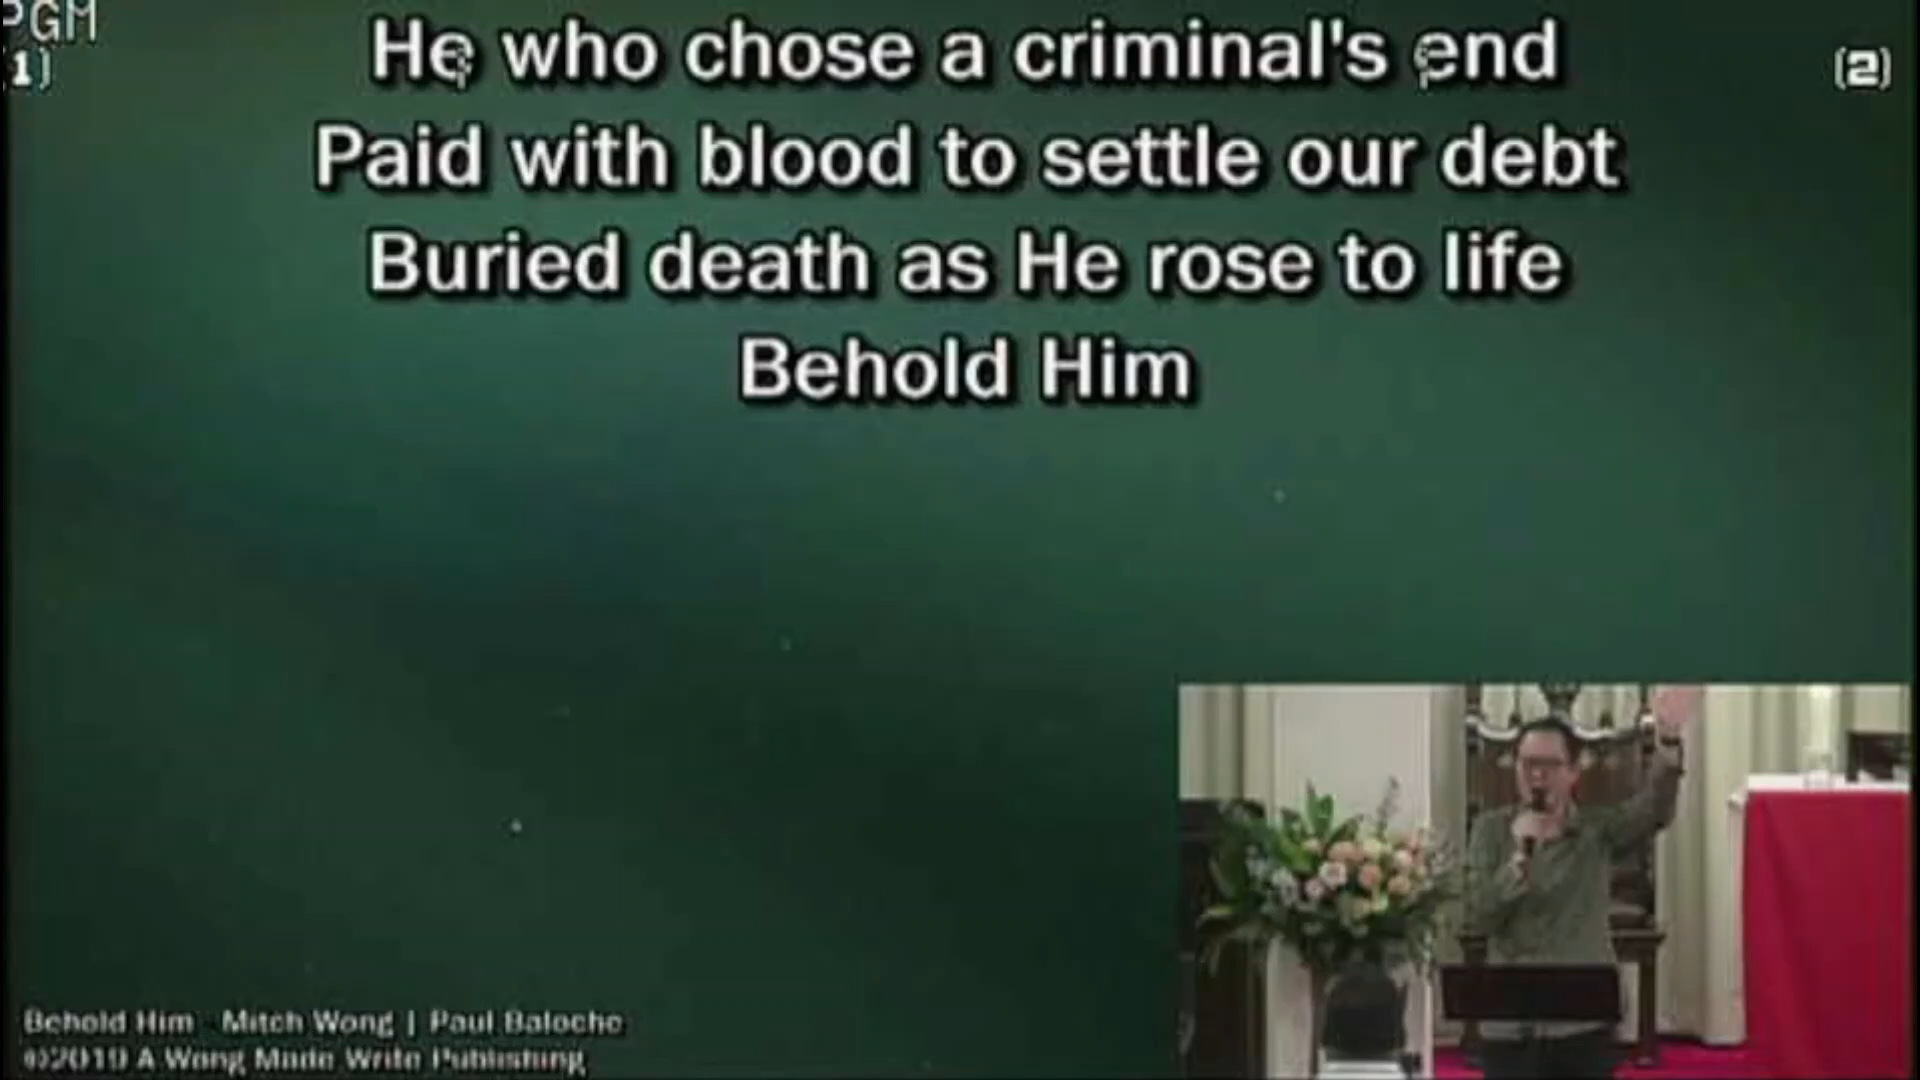 PGM
1)
(2)
He who chose a criminal's end
Paid with blood to settle our debt
Buried death as He rose to life
Behold Him
Behold Him - Mitch Wong | Paul Baloche
©2019 A Wong Made Write Publishing